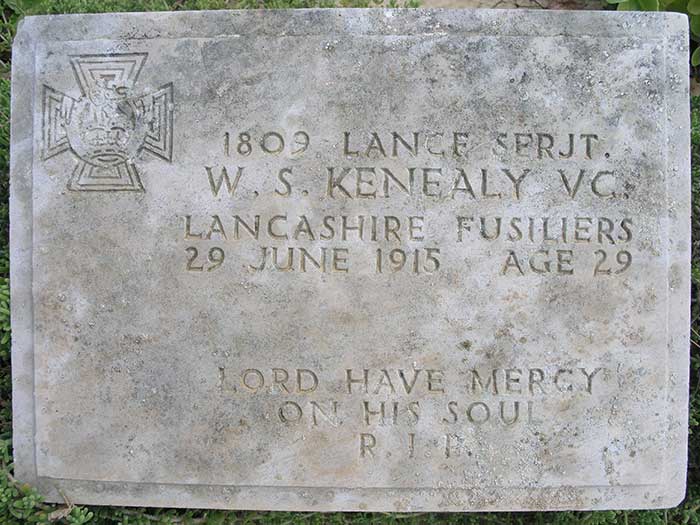 1809 LANCE SERJT.
W. S. KENEALY VC.
LANCASHIRE FUSILIERS
29 JUNE 1915 AGE 29
LORD HAVE MERCY
ON HIS SOUL
R. I. P.